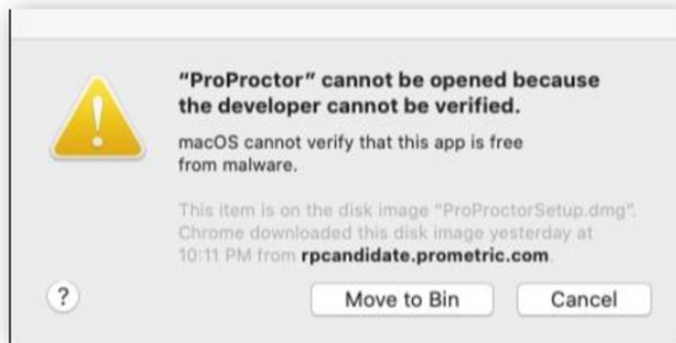 “ProProctor” cannot be opened because
the developer cannot be verified.
macOS cannot verify that this app is free
from malware.
This item is on the disk image “ProProctorSetup.dmg”.
Chrome downloaded this disk image yesterday at
10:11 PM from rpcandidate.prometric.com.
?
Move to Bin
Cancel